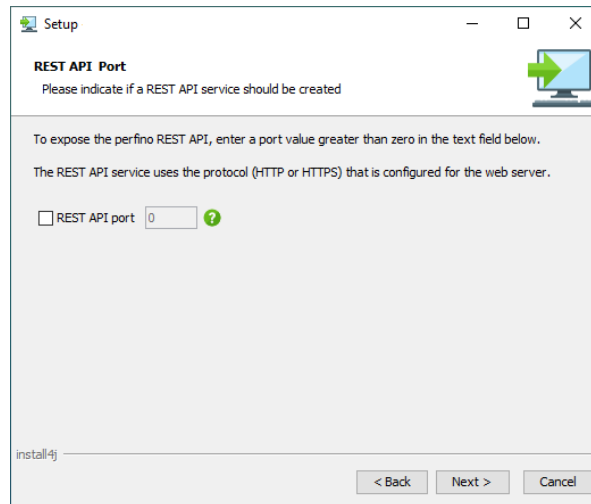 Setup
REST API Port
Please indicate if a REST API service should be created
To expose the perfino REST API, enter a port value greater than zero in the text field below.
The REST API service uses the protocol (HTTP or HTTPS) that is configured for the web server.
REST API port 0 ?
install4j
< Back Next > Cancel